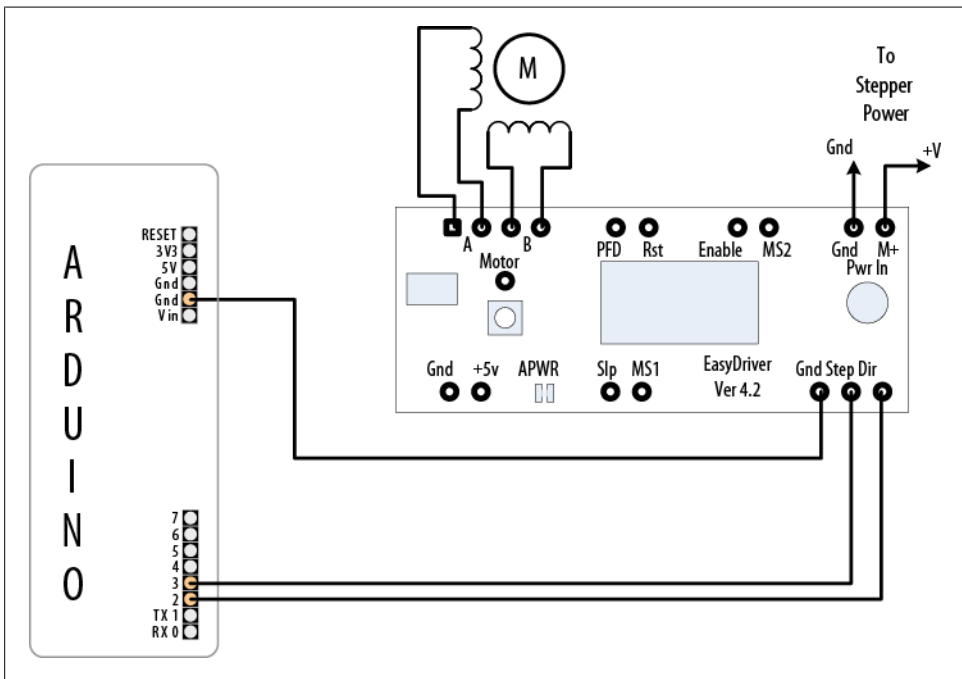 M
To
Stepper
Power
Gnd
+V
ARDUINO
RESET
3V3
5V
Gnd
Gnd
Vin
7
6
5
4
3
2
TX 1
RX 0
A
B
Motor
PFD
Rst
Enable
MS2
Gnd
M+
Pwr In
Gnd
+5v
APWR
Slp
MS1
EasyDriver
Ver 4.2
Gnd Step Dir